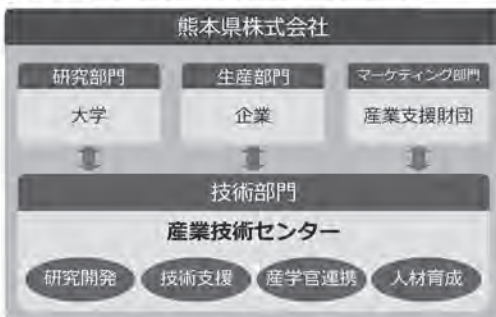 熊本県株式会社
研究部門 生産部門 マーケティング部門
大学 企業 産業支援財団
技術部門
産業技術センター
研究開発 技術支援 産学官連携 人材育成